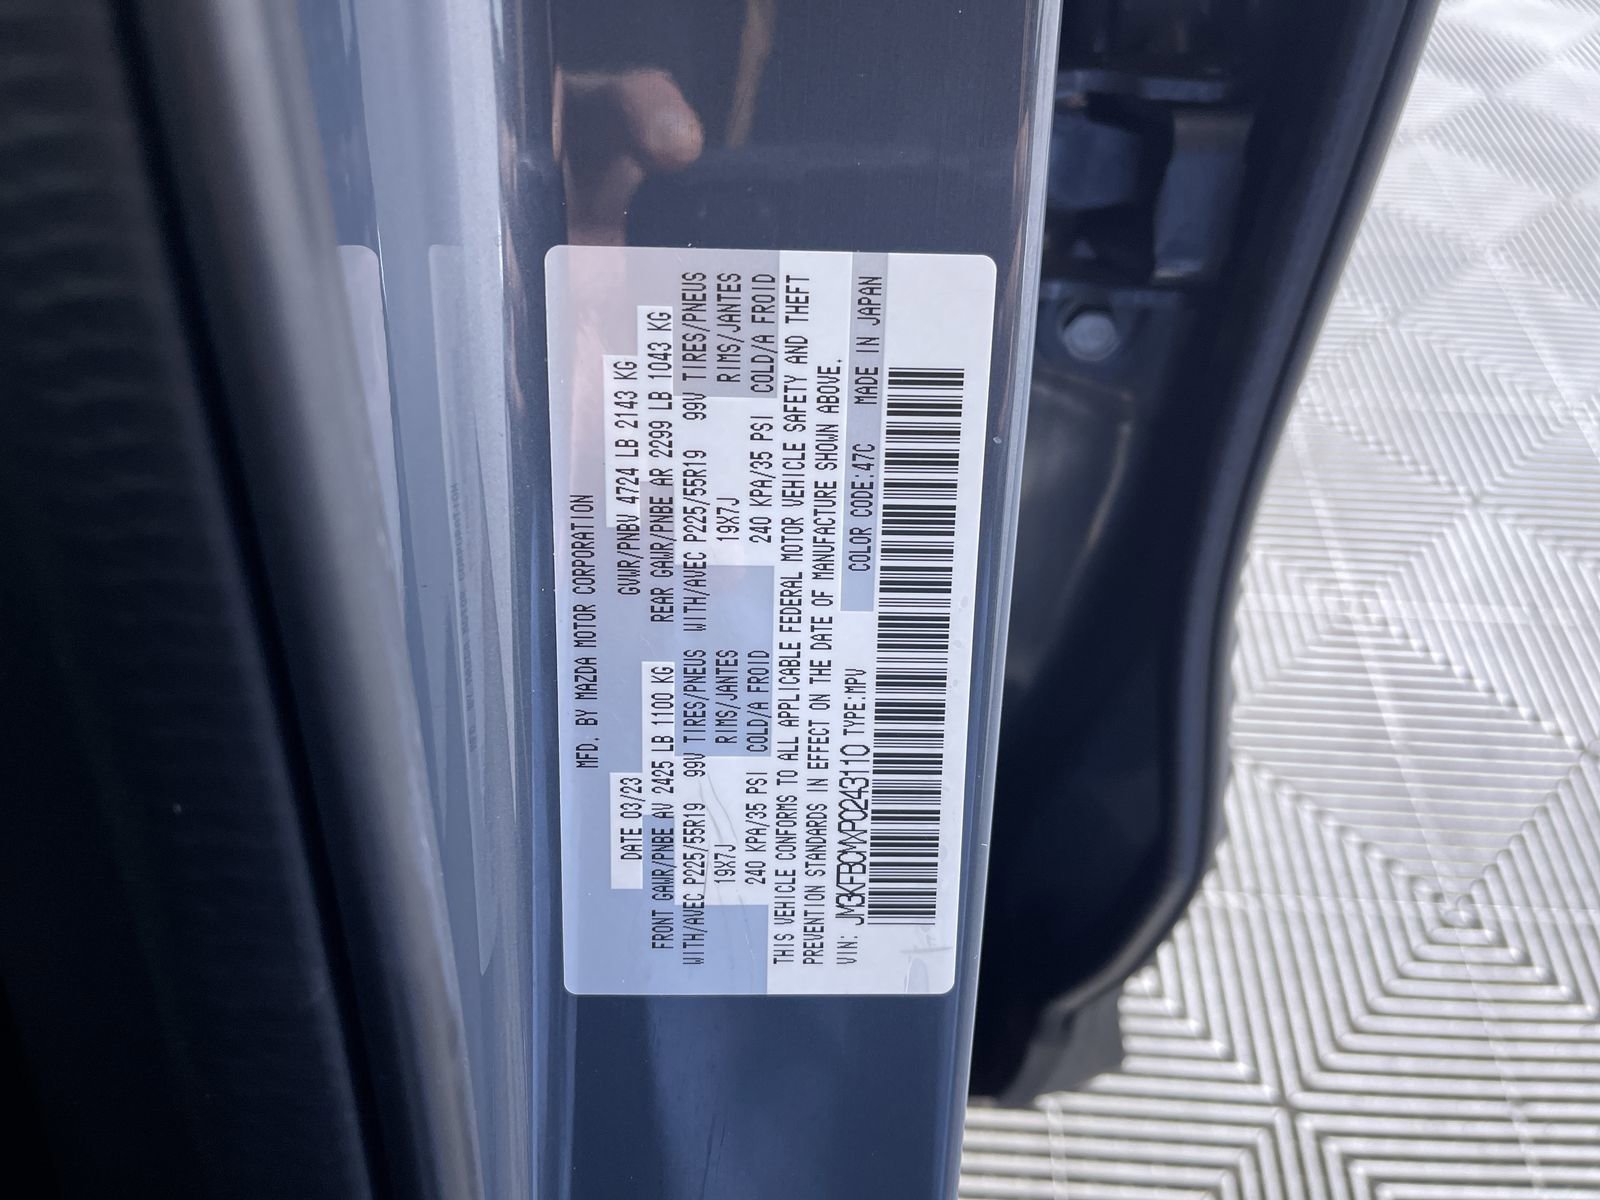 MFD. BY MAZDA MOTOR CORPORATION
DATE 03/23 GVWR/PNBV 4724 LB 2143 KG
FRONT GAWR/PNBE AV 2425 LB 1100 KG REAR GAWR/PNBE AR 2299 LB 1043 KG
WITH/AVEC P225/55R19 99V TIRES/PNEUS WITH/AVEC P225/55R19 99V TIRES/PNEUS
19X7J RIMS/JANTES 19X7J RIMS/JANTES
240 KPA/35 PSI COLD/A FROID 240 KPA/35 PSI COLD/A FROID
THIS VEHICLE CONFORMS TO ALL APPLICABLE FEDERAL MOTOR VEHICLE SAFETY AND THEFT
PREVENTION STANDARDS IN EFFECT ON THE DATE OF MANUFACTURE SHOWN ABOVE.
VIN: JM3KFBCMXP0243110 TYPE:MPV COLOR CODE:47C MADE IN JAPAN